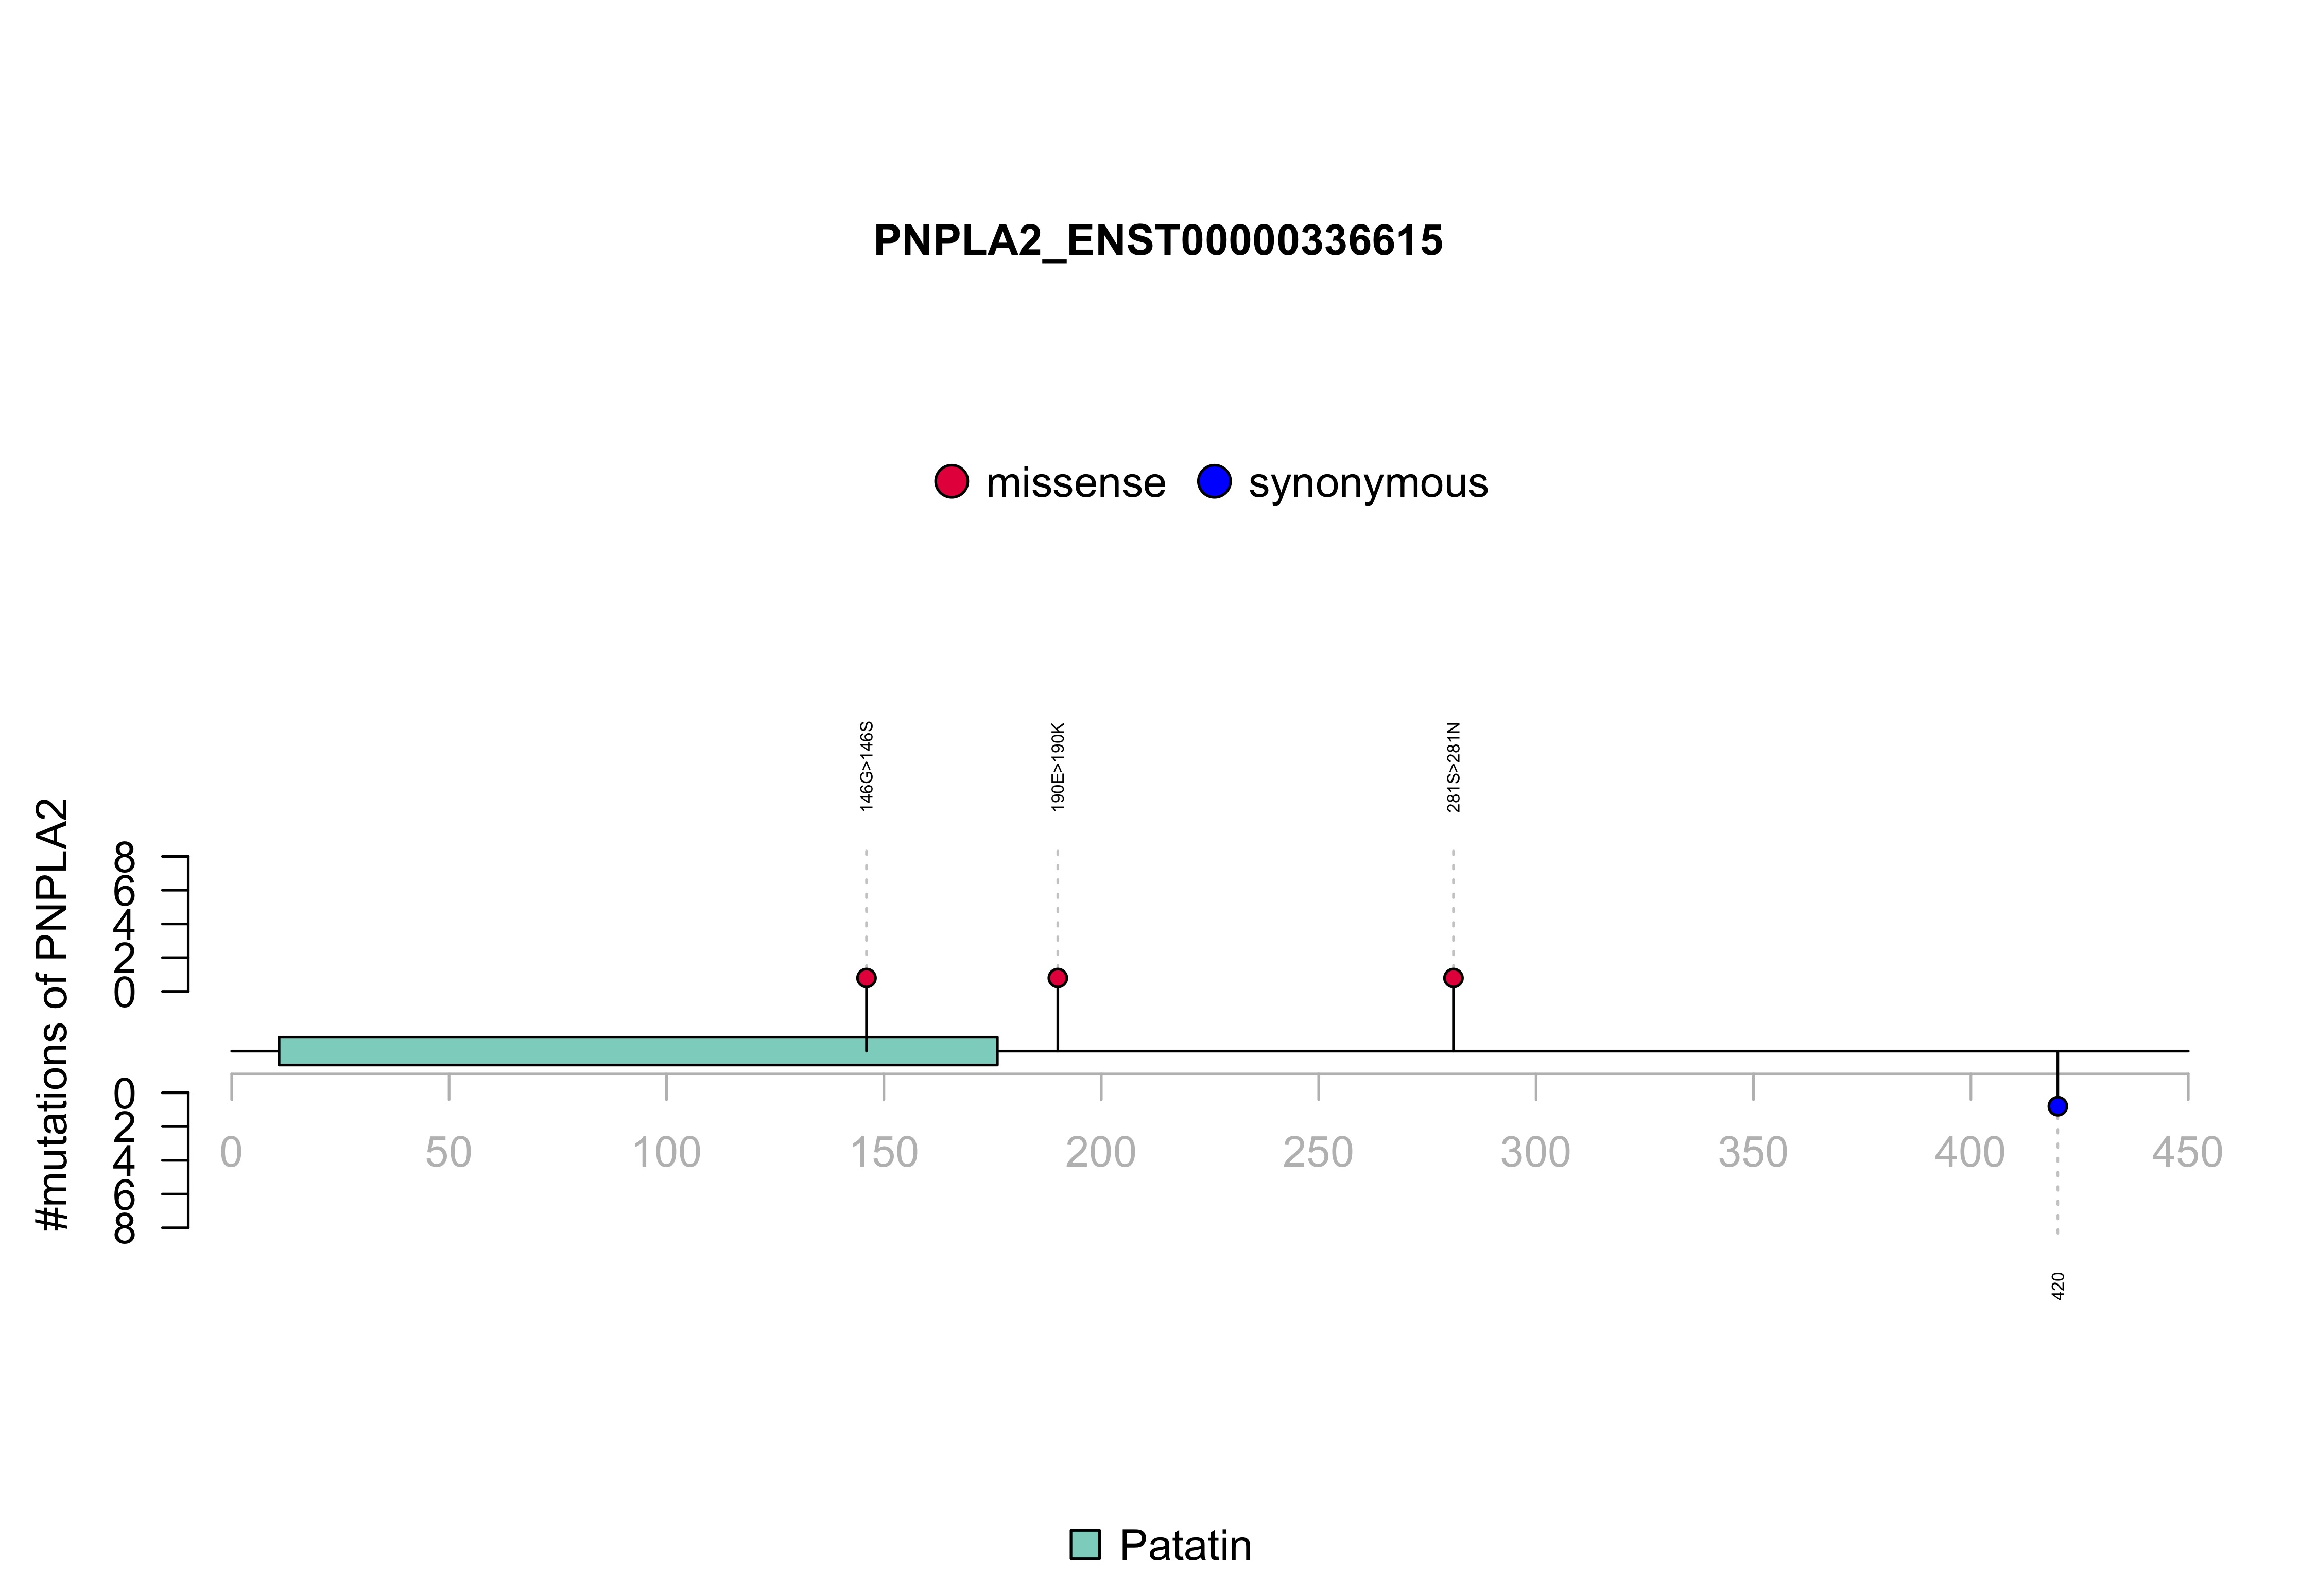 PNPLA2_ENST00000336615
missense synonymous
146G>146S 190E>190K 281S>281N
#mutations of PNPLA2
8
6
4
2
0
0
2
4
6
8
0 50 100 150 200 250 300 350 400 450
420
Patatin